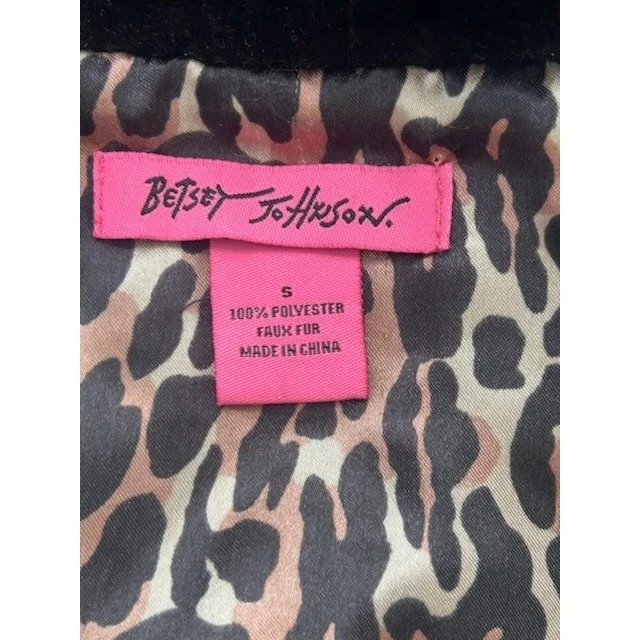 BETSEY JOHNSON.
S
100% POLYESTER
FAUX FUR
MADE IN CHINA